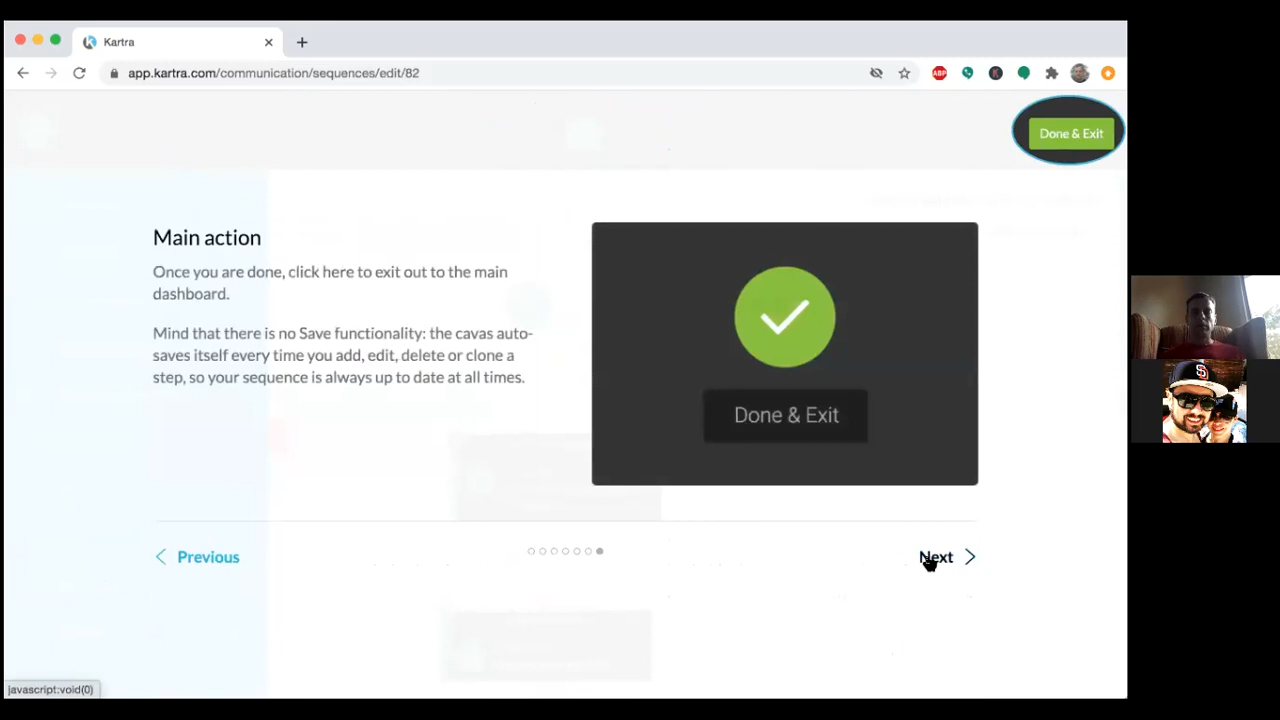 Kartra
app.kartra.com/communication/sequences/edit/82
ABP
Done & Exit
Main action
Once you are done, click here to exit out to the main
dashboard.
Mind that there is no Save functionality: the cavas auto-
saves itself every time you add, edit, delete or clone a
step, so your sequence is always up to date at all times.
Done & Exit
Previous
Next
javascript:void(0)